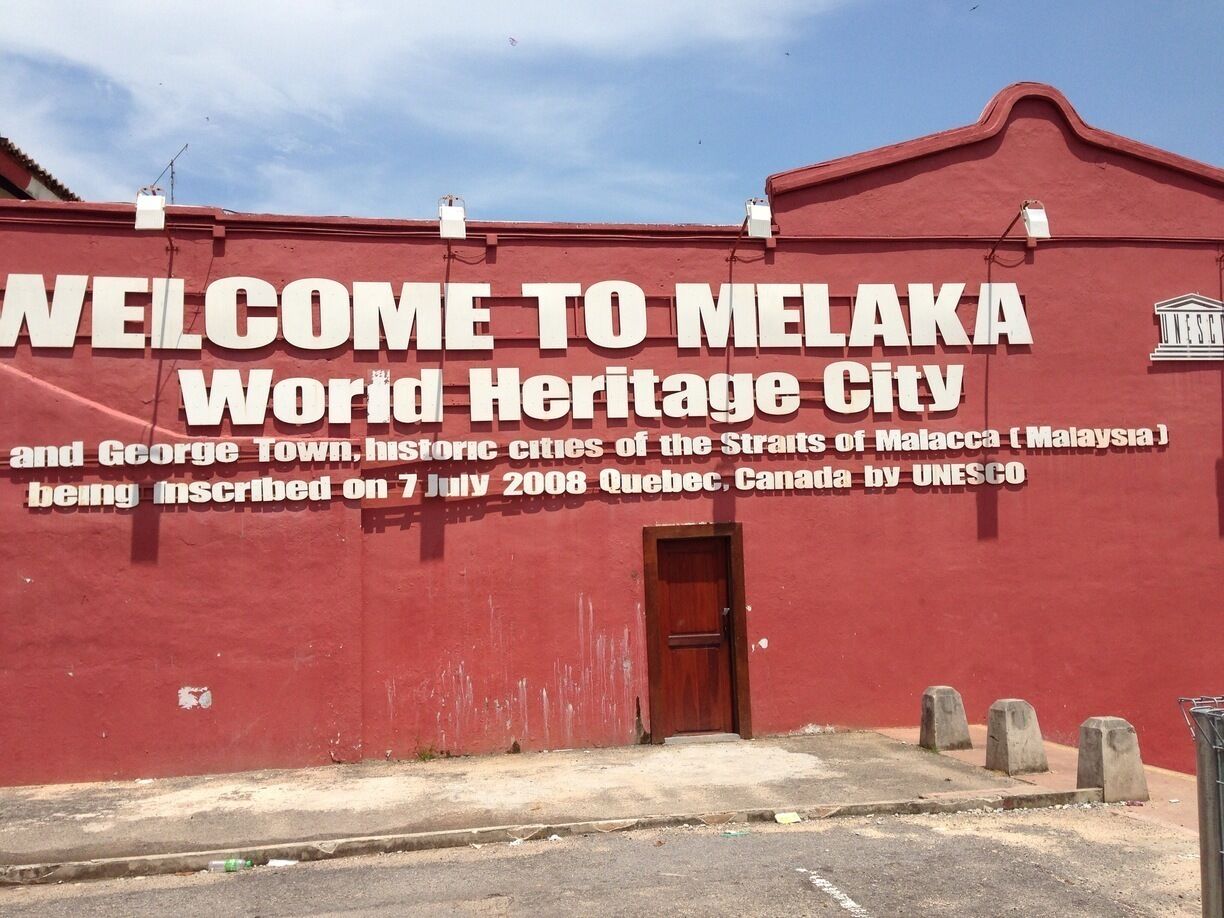 WELCOME TO MELAKA
World Heritage City
and George Town, historic cities of the Straits of Malacca (Malaysia)
being inscribed on 7 July 2008 Quebec, Canada by UNESCO
UNESCO